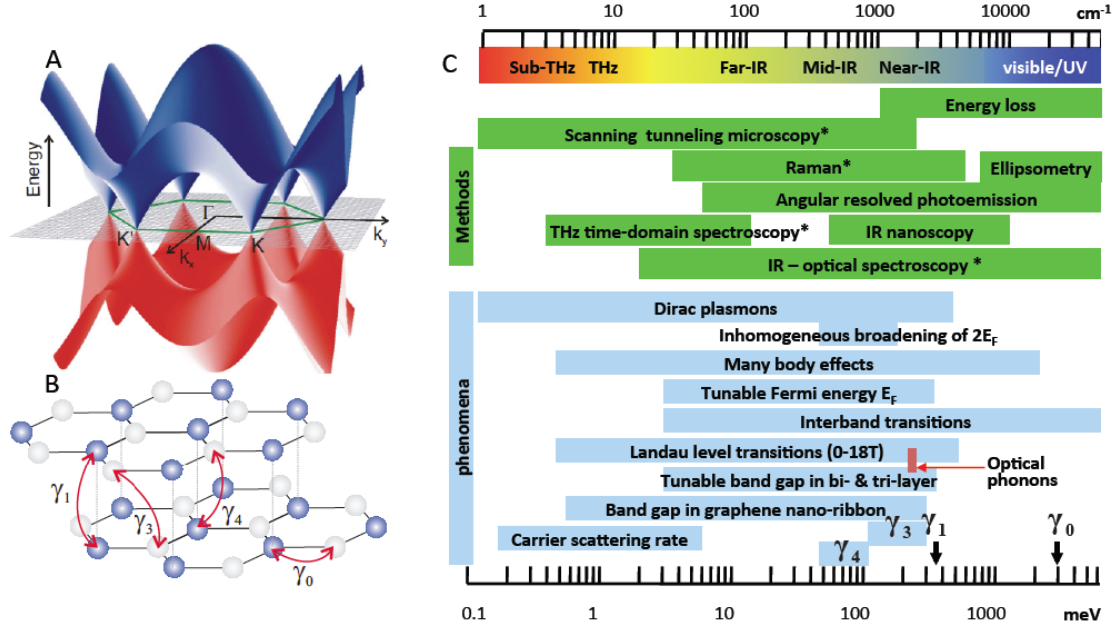 A
Energy
K'
Γ
M
K
kₓ
kᵧ
B
γ₁
γ₃
γ₄
γ₀
C
1 10 100 1000 10000 cm⁻¹
Sub-THz THz Far-IR Mid-IR Near-IR visible/UV
Methods
Energy loss
Scanning tunneling microscopy*
Raman* Ellipsometry
Angular resolved photoemission
THz time-domain spectroscopy* IR nanoscopy
IR – optical spectroscopy *
phenomena
Dirac plasmons
Inhomogeneous broadening of 2E_F
Many body effects
Tunable Fermi energy E_F
Interband transitions
Landau level transitions (0-18T)
Optical
phonons
Tunable band gap in bi- & tri-layer
Band gap in graphene nano-ribbon
γ₃ γ₁ γ₀
Carrier scattering rate
γ₄
0.1 1 10 100 1000 meV